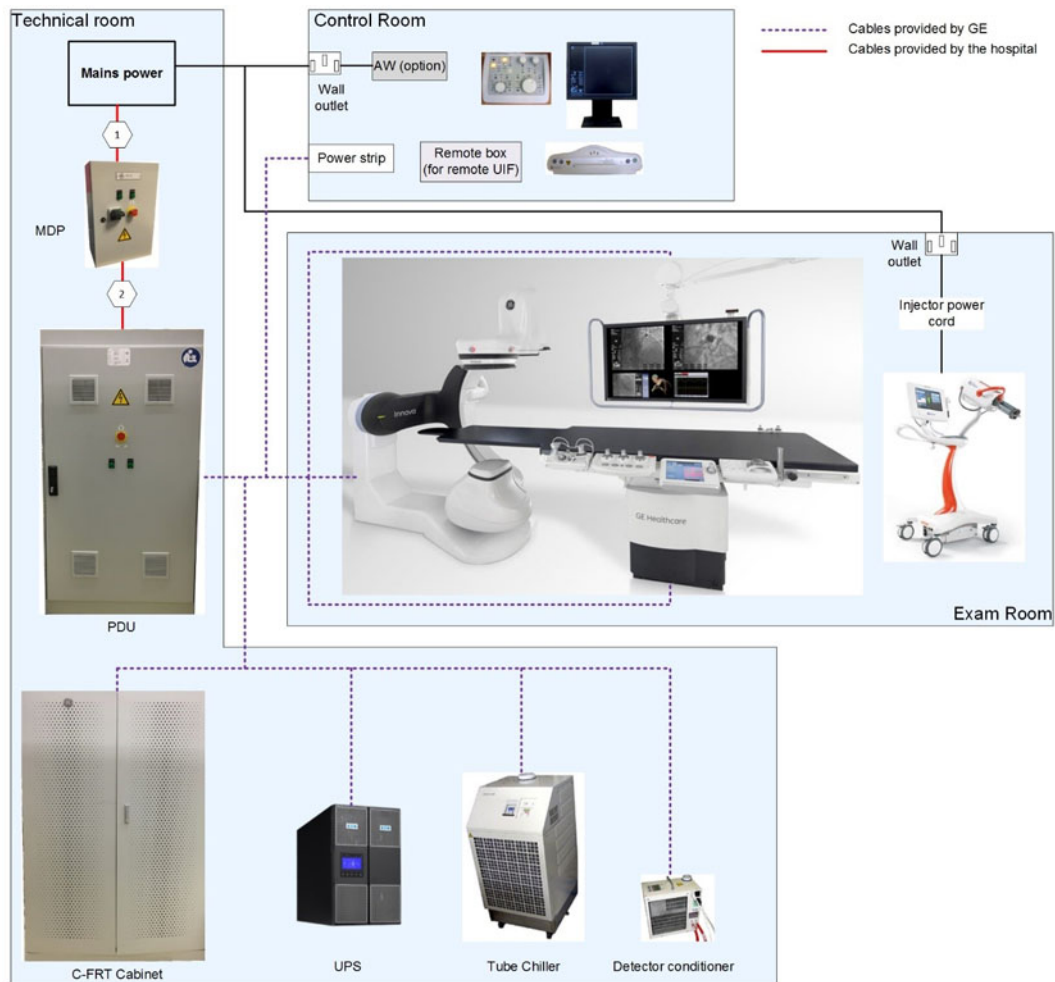 Technical room
Control Room
Cables provided by GE
Cables provided by the hospital
Mains power
AW (option)
Wall
outlet
1
Power strip
Remote box
(for remote UIF)
MDP
2
Wall
outlet
Injector power
cord
Innova
GE Healthcare
PDU
Exam Room
C-FRT Cabinet
UPS
Tube Chiller
Detector conditioner